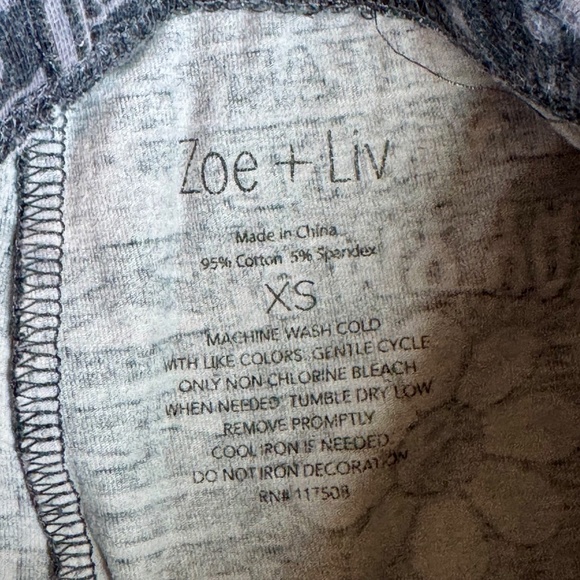 Zoe + Liv
Made in China
95% Cotton 5% Spandex
XS
MACHINE WASH COLD
WITH LIKE COLORS. GENTLE CYCLE
ONLY NON CHLORINE BLEACH
WHEN NEEDED TUMBLE DRY LOW
REMOVE PROMPTLY
COOL IRON IS NEEDED
DO NOT IRON DECORATION
RN# 117508